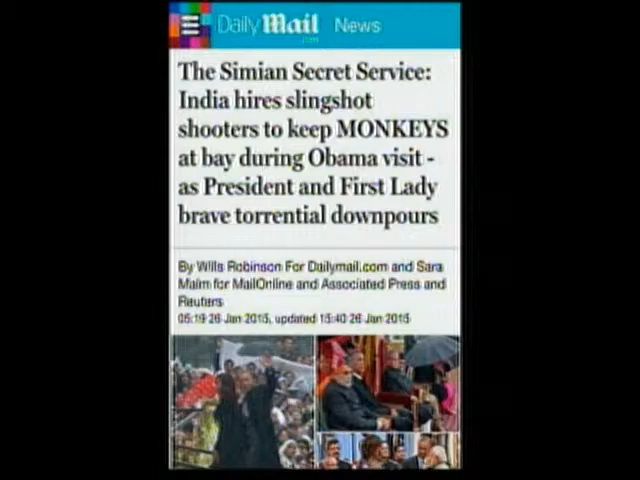 Daily Mail .com News
The Simian Secret Service:
India hires slingshot
shooters to keep MONKEYS
at bay during Obama visit -
as President and First Lady
brave torrential downpours
By Wills Robinson For Dailymail.com and Sara
Malm for MailOnline and Associated Press and
Reuters
05:19 26 Jan 2015, updated 15:40 26 Jan 2015